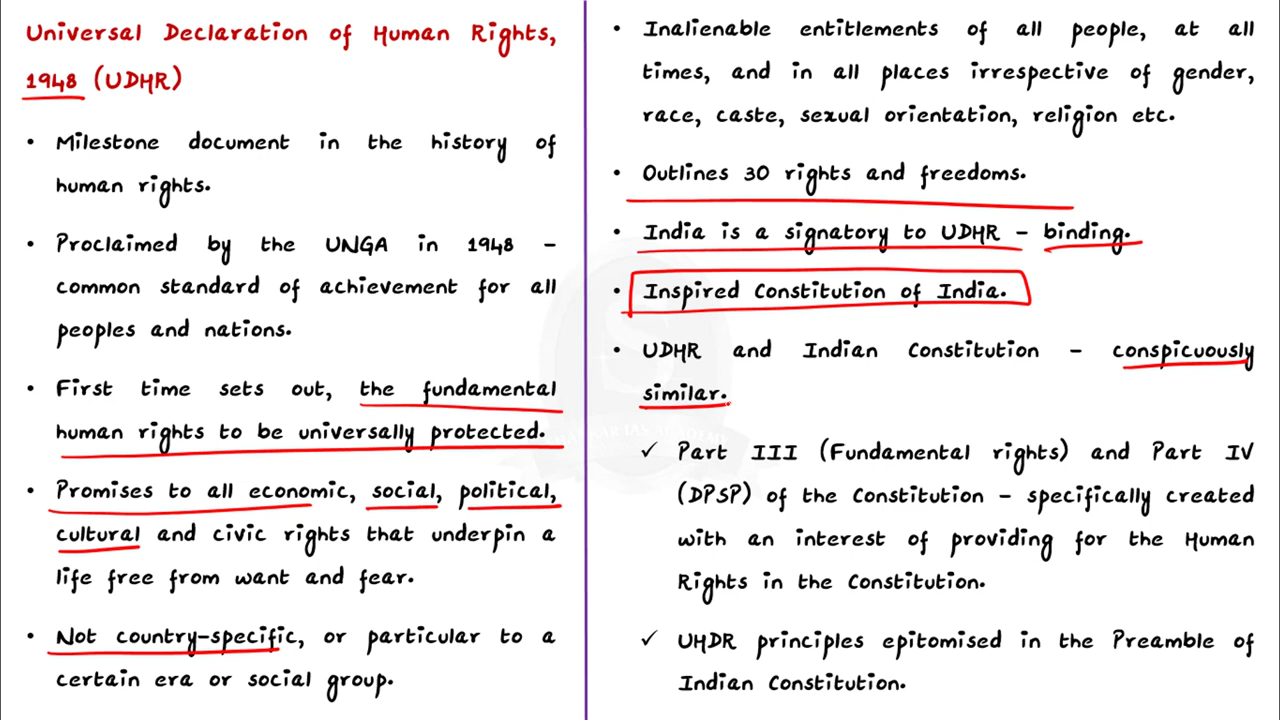 Universal Declaration of Human Rights,
1948 (UDHR)
• Milestone document in the history of
human rights.
• Proclaimed by the UNGA in 1948 –
common standard of achievement for all
peoples and nations.
• First time sets out, the fundamental
human rights to be universally protected.
• Promises to all economic, social, political,
cultural and civic rights that underpin a
life free from want and fear.
• Not country-specific, or particular to a
certain era or social group.
• Inalienable entitlements of all people, at all
times, and in all places irrespective of gender,
race, caste, sexual orientation, religion etc.
• Outlines 30 rights and freedoms.
• India is a signatory to UDHR – binding.
• Inspired Constitution of India.
• UDHR and Indian Constitution – conspicuously
similar.
✓ Part III (Fundamental rights) and Part IV
(DPSP) of the Constitution – specifically created
with an interest of providing for the Human
Rights in the Constitution.
✓ UHDR principles epitomised in the Preamble of
Indian Constitution.
IAS ACADEMY